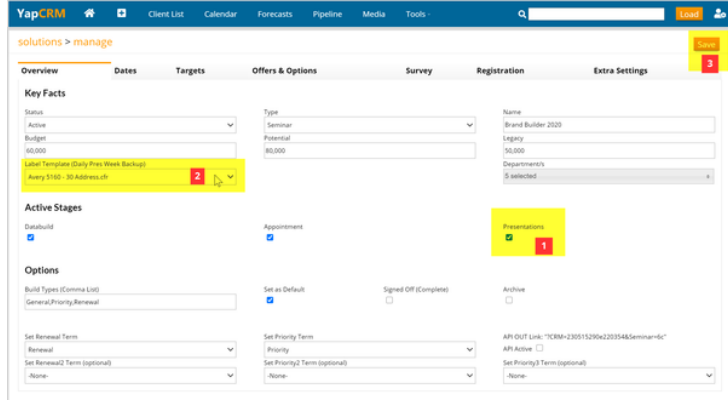 YapCRM Client List Calendar Forecasts Pipeline Media Tools Load
solutions > manage
Save
3
Overview Dates Targets Offers & Options Survey Registration Extra Settings
Key Facts
Status Type Name
Active Seminar Brand Builder 2020
Budget Potential Legacy
60,000 80,000 50,000
Label Template (Daily Pres Week Backup) Department/s
Avery 5160 - 30 Address.cfr 2 5 selected
Active Stages
Databuild Appointment Presentations
1
Options
Build Types (Comma List) Set as Default Signed Off (Complete) Archive
General,Priority,Renewal
Set Renewal Term Set Priority Term API OUT Link: "?CRM=230515290e220354&Seminar=6c"
Renewal Priority API Active
Set Renewal2 Term (optional) Set Priority2 Term (optional) Set Priority3 Term (optional)
-None- -None- -None-